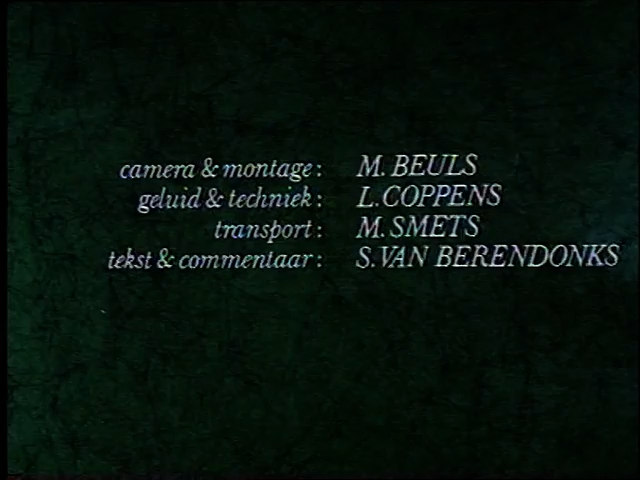 camera & montage: M. BEULS
geluid & techniek: L. COPPENS
transport: M. SMETS
tekst & commentaar: S. VAN BERENDONKS